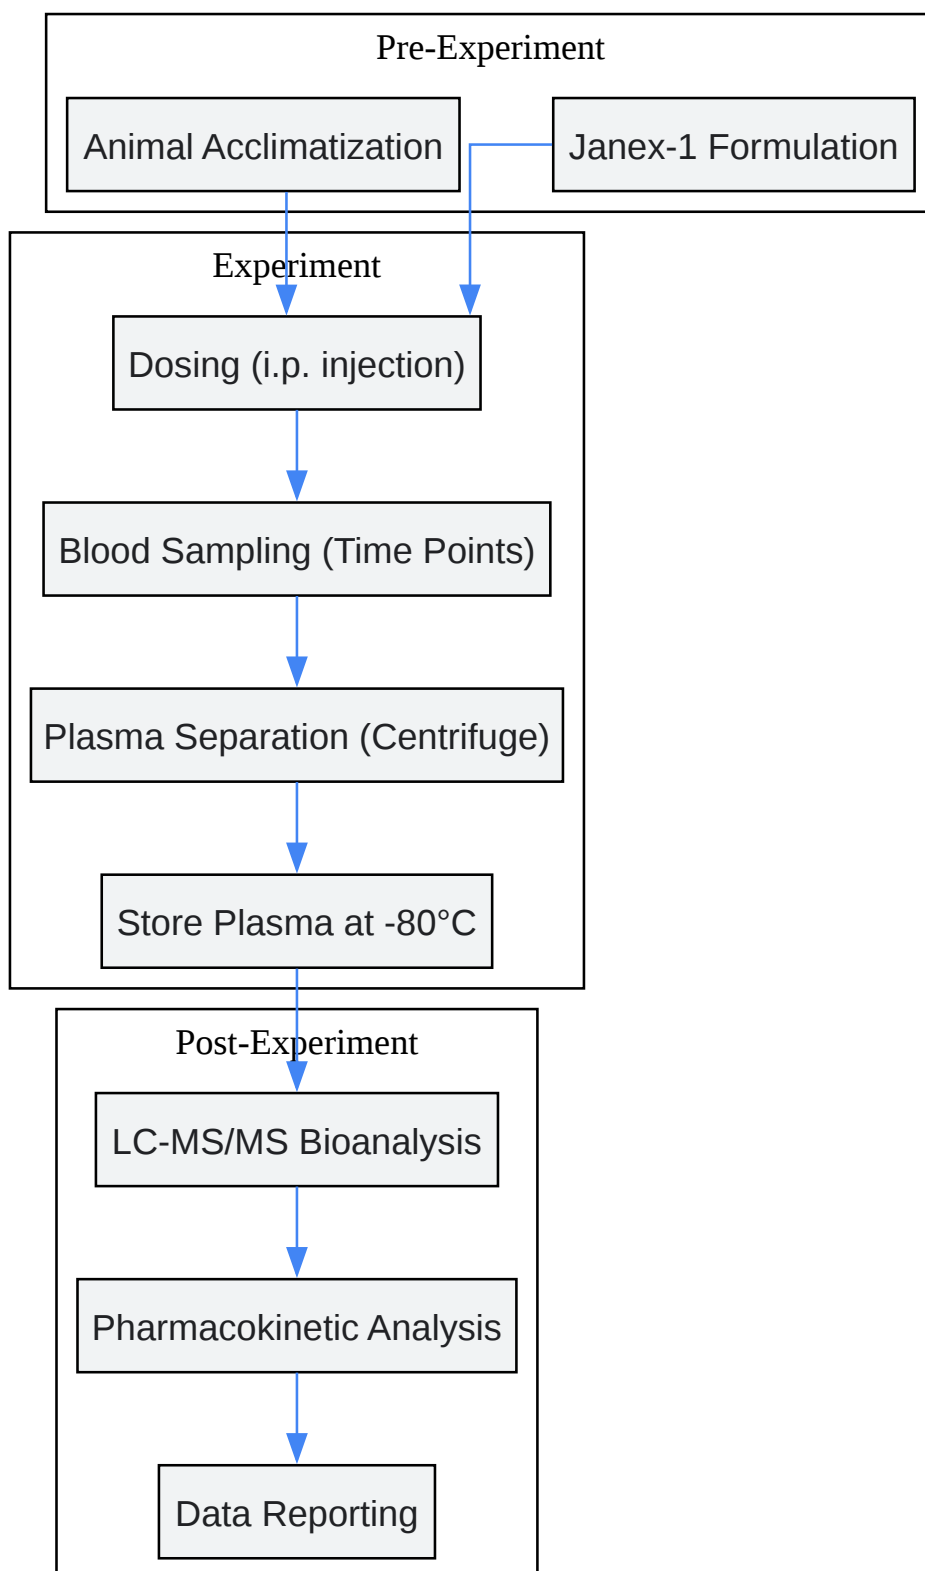 Pre-Experiment
Animal Acclimatization
Janex-1 Formulation
Experiment
Dosing (i.p. injection)
Blood Sampling (Time Points)
Plasma Separation (Centrifuge)
Store Plasma at -80°C
Post-Experiment
LC-MS/MS Bioanalysis
Pharmacokinetic Analysis
Data Reporting